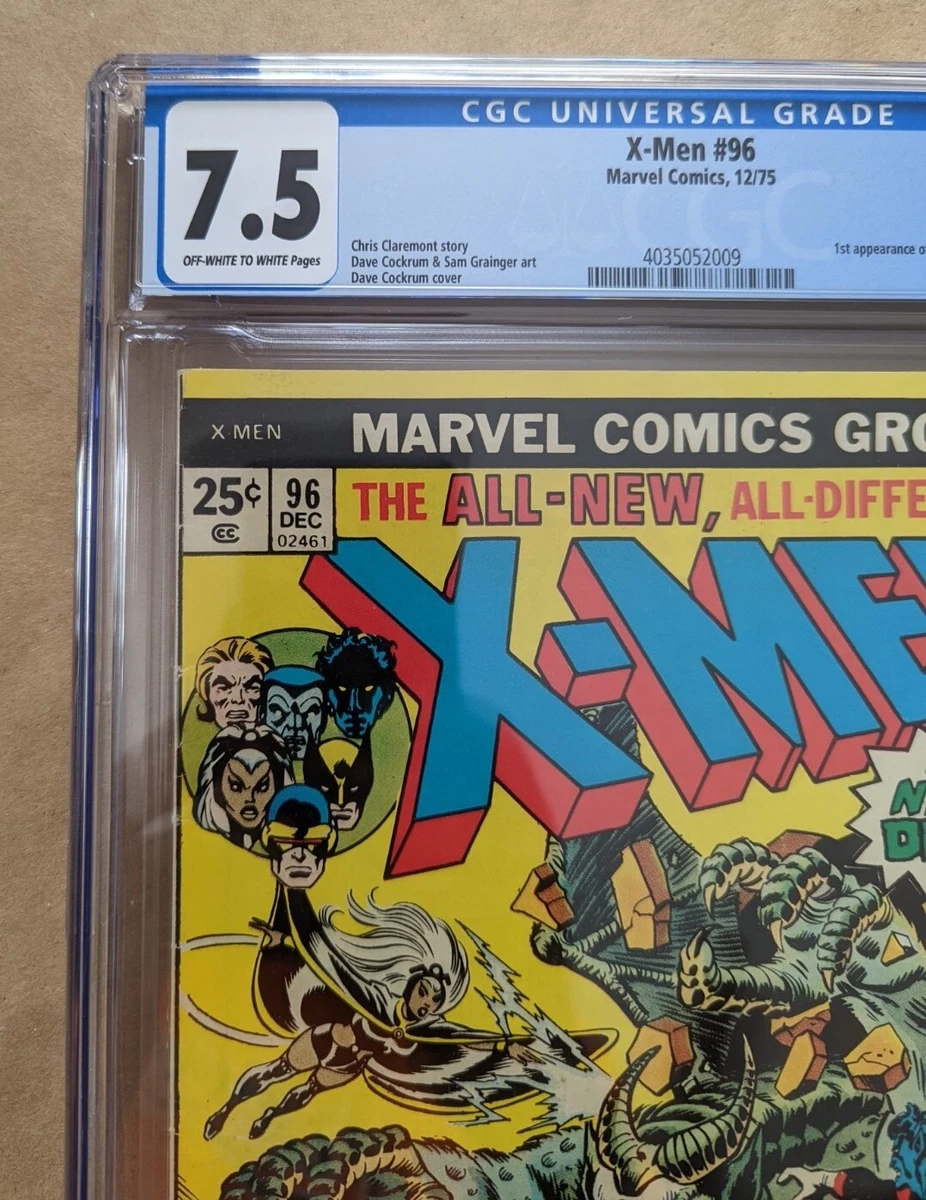 CGC UNIVERSAL GRADE
7.5
OFF-WHITE TO WHITE Pages
X-Men #96
Marvel Comics, 12/75
CGC
Chris Claremont story
Dave Cockrum & Sam Grainger art
Dave Cockrum cover
4035052009
1st appearance of
X-MEN
MARVEL COMICS GRO
25¢
CC
96
DEC
02461
THE ALL-NEW, ALL-DIFFE
X-ME